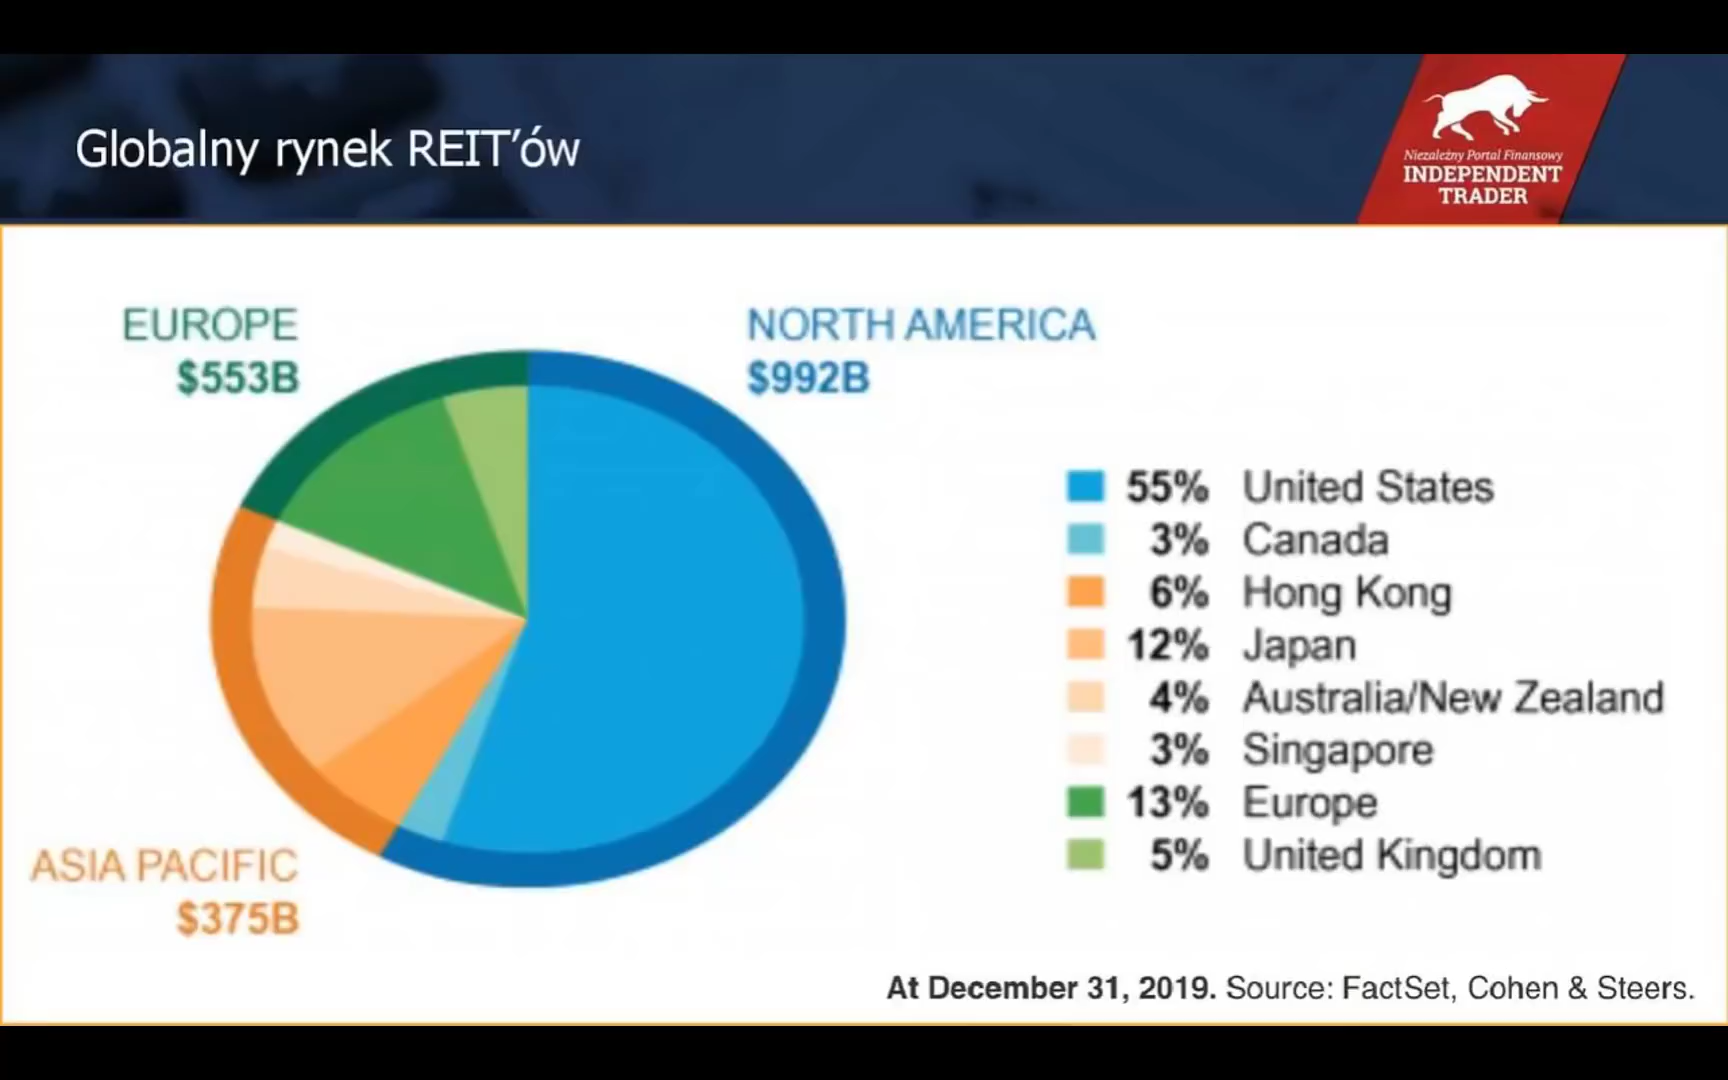 Globalny rynek REIT'ów
Niezależny Portal Finansowy
INDEPENDENT
TRADER
EUROPE
$553B
NORTH AMERICA
$992B
ASIA PACIFIC
$375B
55% United States
3% Canada
6% Hong Kong
12% Japan
4% Australia/New Zealand
3% Singapore
13% Europe
5% United Kingdom
At December 31, 2019. Source: FactSet, Cohen & Steers.